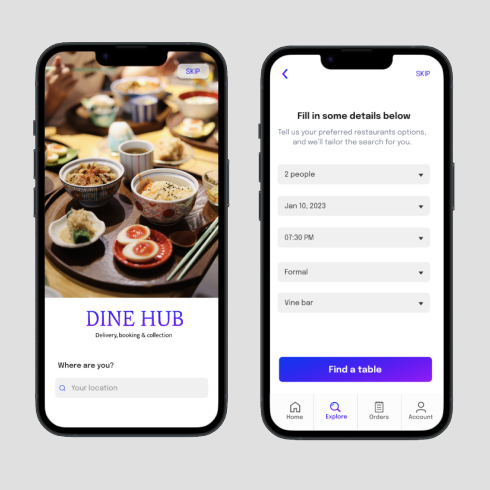 SKIP
DINE HUB
Delivery, booking & collection
Where are you?
Your location
SKIP
Fill in some details below
Tell us your preferred restaurants options,
and we'll tailor the search for you.
2 people
Jan 10, 2023
07:30 PM
Formal
Vine bar
Find a table
Home Explore Orders Account